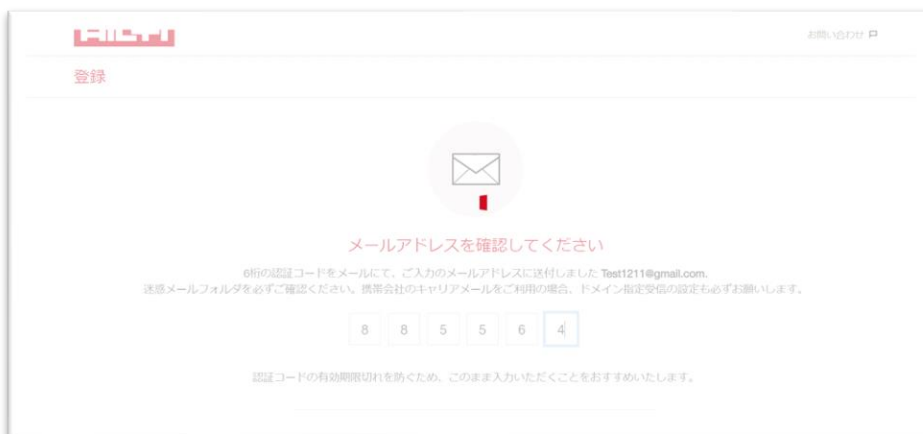 お問い合わせ
登録
メールアドレスを確認してください
6桁の認証コードをメールにて、ご入力のメールアドレスに送付しました Test1211@gmail.com.
迷惑メールフォルダを必ずご確認ください。携帯会社のキャリアメールをご利用の場合、ドメイン指定受信の設定も必ずお願いします。
8 8 5 5 6 4
認証コードの有効期限切れを防ぐため、このまま入力いただくことをおすすめいたします。